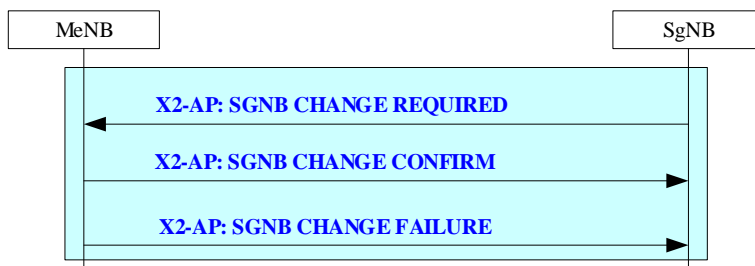 MeNB
SgNB
X2-AP: SGNB CHANGE REQUIRED
X2-AP: SGNB CHANGE CONFIRM
X2-AP: SGNB CHANGE FAILURE